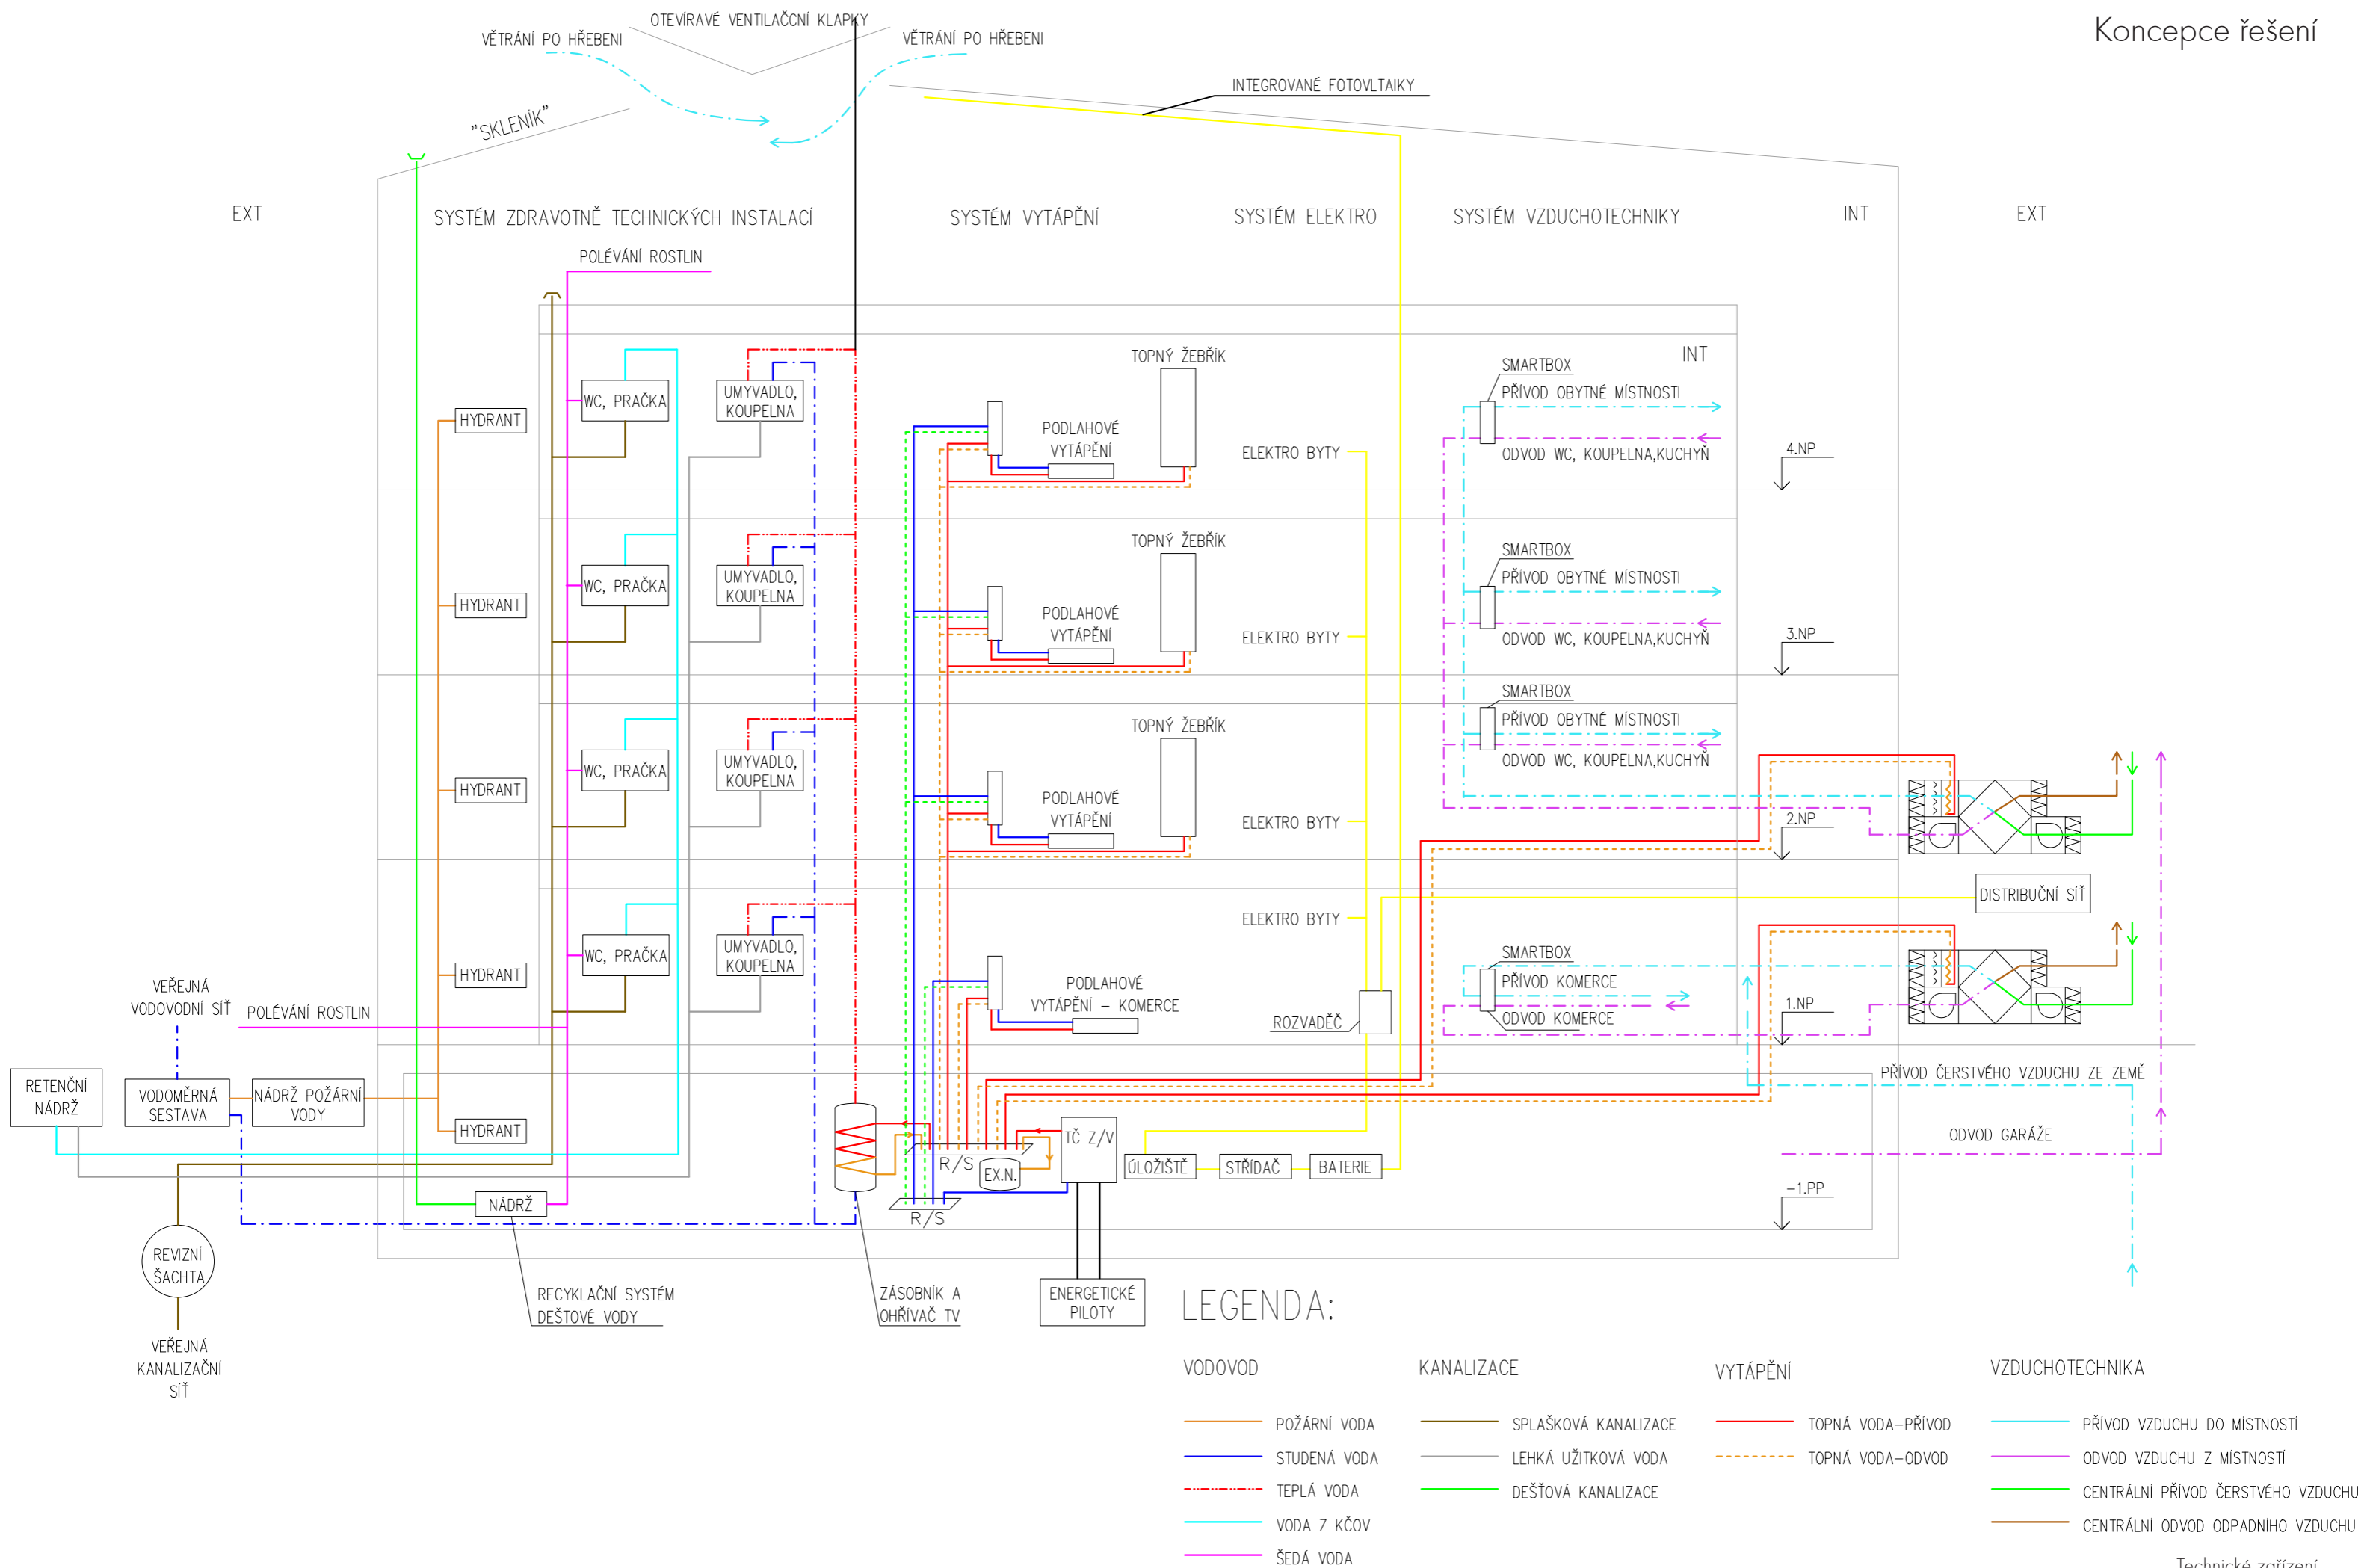 Koncepce řešení
OTEVÍRAVÉ VENTILAČCNÍ KLAPKY
VĚTRÁNÍ PO HŘEBENI
VĚTRÁNÍ PO HŘEBENI
INTEGROVANÉ FOTOVLTAIKY
"SKLENÍK"
EXT
SYSTÉM ZDRAVOTNĚ TECHNICKÝCH INSTALACÍ
SYSTÉM VYTÁPĚNÍ
SYSTÉM ELEKTRO
SYSTÉM VZDUCHOTECHNIKY
INT
EXT
POLÉVÁNÍ ROSTLIN
HYDRANT
WC, PRAČKA
UMYVADLO,
KOUPELNA
PODLAHOVÉ
VYTÁPĚNÍ
TOPNÝ ŽEBŘÍK
ELEKTRO BYTY
SMARTBOX
PŘÍVOD OBYTNÉ MÍSTNOSTI
ODVOD WC, KOUPELNA,KUCHYŇ
INT
4.NP
HYDRANT
WC, PRAČKA
UMYVADLO,
KOUPELNA
PODLAHOVÉ
VYTÁPĚNÍ
TOPNÝ ŽEBŘÍK
ELEKTRO BYTY
SMARTBOX
PŘÍVOD OBYTNÉ MÍSTNOSTI
ODVOD WC, KOUPELNA,KUCHYŇ
3.NP
HYDRANT
WC, PRAČKA
UMYVADLO,
KOUPELNA
PODLAHOVÉ
VYTÁPĚNÍ
TOPNÝ ŽEBŘÍK
ELEKTRO BYTY
SMARTBOX
PŘÍVOD OBYTNÉ MÍSTNOSTI
ODVOD WC, KOUPELNA,KUCHYŇ
2.NP
DISTRIBUČNÍ SÍŤ
HYDRANT
WC, PRAČKA
UMYVADLO,
KOUPELNA
PODLAHOVÉ
VYTÁPĚNÍ – KOMERCE
ELEKTRO BYTY
ROZVADĚČ
SMARTBOX
PŘÍVOD KOMERCE
ODVOD KOMERCE
1.NP
VEŘEJNÁ
VODOVODNÍ SÍŤ
POLÉVÁNÍ ROSTLIN
RETENČNÍ
NÁDRŽ
VODOMĚRNÁ
SESTAVA
NÁDRŽ POŽÁRNÍ
VODY
HYDRANT
NÁDRŽ
R/S
R/S
EX.N.
TČ Z/V
ÚLOŽIŠTĚ
STŘÍDAČ
BATERIE
PŘÍVOD ČERSTVÉHO VZDUCHU ZE ZEMĚ
ODVOD GARÁŽE
–1.PP
REVIZNÍ
ŠACHTA
VEŘEJNÁ
KANALIZAČNÍ
SÍŤ
RECYKLAČNÍ SYSTÉM
DEŠTOVÉ VODY
ZÁSOBNÍK A
OHŘÍVAČ TV
ENERGETICKÉ
PILOTY
LEGENDA:
VODOVOD
POŽÁRNÍ VODA
STUDENÁ VODA
TEPLÁ VODA
VODA Z KČOV
ŠEDÁ VODA
KANALIZACE
SPLAŠKOVÁ KANALIZACE
LEHKÁ UŽITKOVÁ VODA
DEŠŤOVÁ KANALIZACE
VYTÁPĚNÍ
TOPNÁ VODA–PŘÍVOD
TOPNÁ VODA–ODVOD
VZDUCHOTECHNIKA
PŘÍVOD VZDUCHU DO MÍSTNOSTÍ
ODVOD VZDUCHU Z MÍSTNOSTÍ
CENTRÁLNÍ PŘÍVOD ČERSTVÉHO VZDUCHU
CENTRÁLNÍ ODVOD ODPADNÍHO VZDUCHU
Technické zařízení